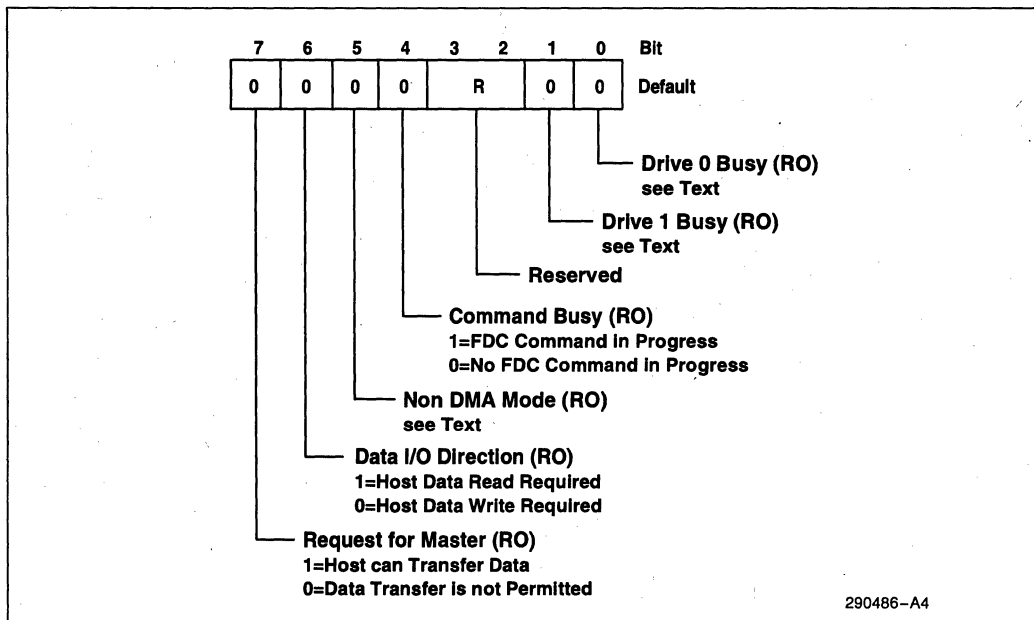 7 6 5 4 3 2 1 0 Bit
0 0 0 0 R 0 0 Default
Drive 0 Busy (RO)
see Text
Drive 1 Busy (RO)
see Text
Reserved
Command Busy (RO)
1=FDC Command in Progress
0=No FDC Command in Progress
Non DMA Mode (RO)
see Text
Data I/O Direction (RO)
1=Host Data Read Required
0=Host Data Write Required
Request for Master (RO)
1=Host can Transfer Data
0=Data Transfer is not Permitted
290486-A4